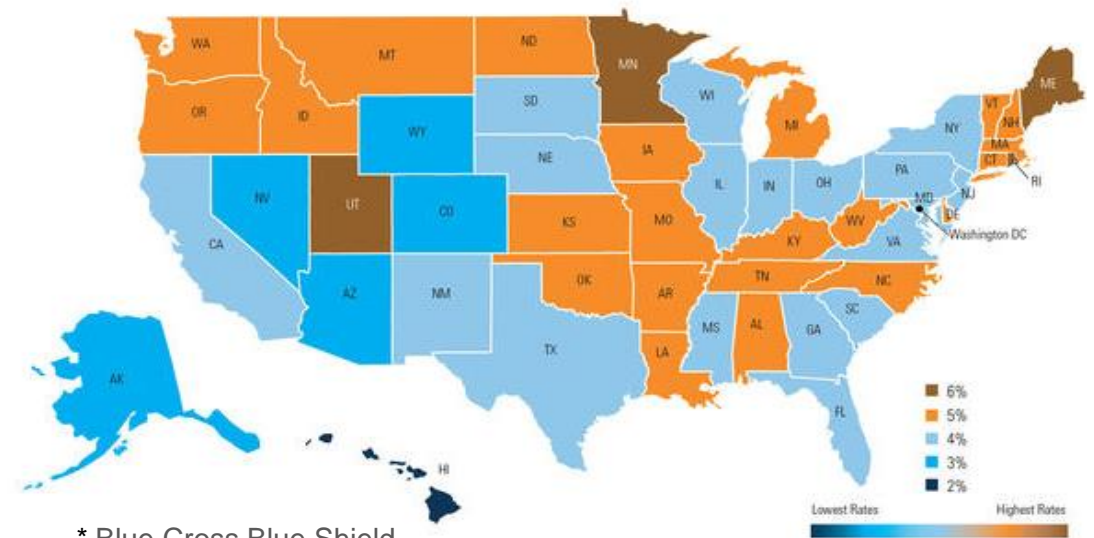 WA
MT
ND
MN
ME
OR
ID
SD
WI
VT
NH
WY
MI
NY
MA
CT
RI
NE
IA
PA
NV
UT
CO
IL
IN
OH
NJ
MD
DE
Washington DC
CA
KS
MO
KY
WV
VA
AZ
NM
OK
AR
TN
NC
TX
LA
MS
AL
GA
SC
AK
FL
HI
6%
5%
4%
3%
2%
Lowest Rates Highest Rates
* Blue Cross Blue Shield